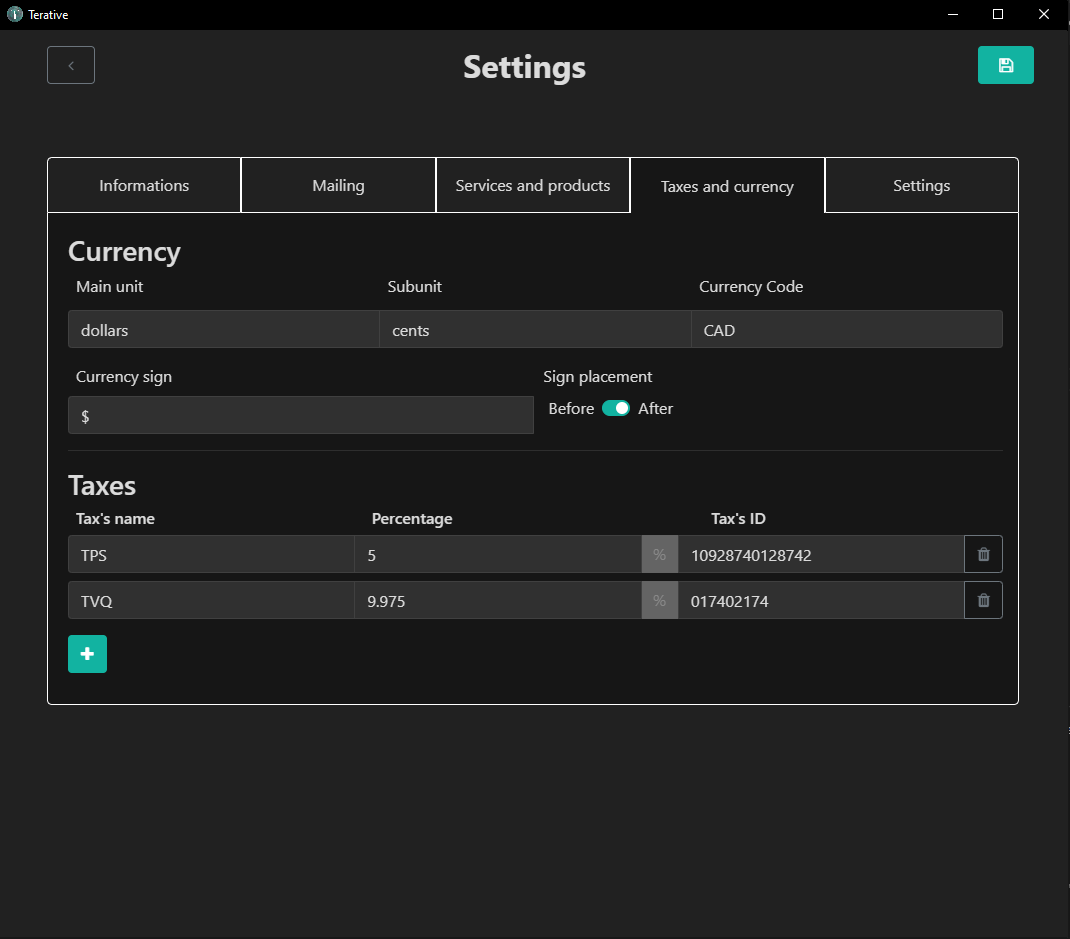 Terative
Settings
Informations Mailing Services and products Taxes and currency Settings
Currency
Main unit Subunit Currency Code
dollars cents CAD
Currency sign Sign placement
$ Before After
Taxes
Tax's name Percentage Tax's ID
TPS 5 % 10928740128742
TVQ 9.975 % 017402174